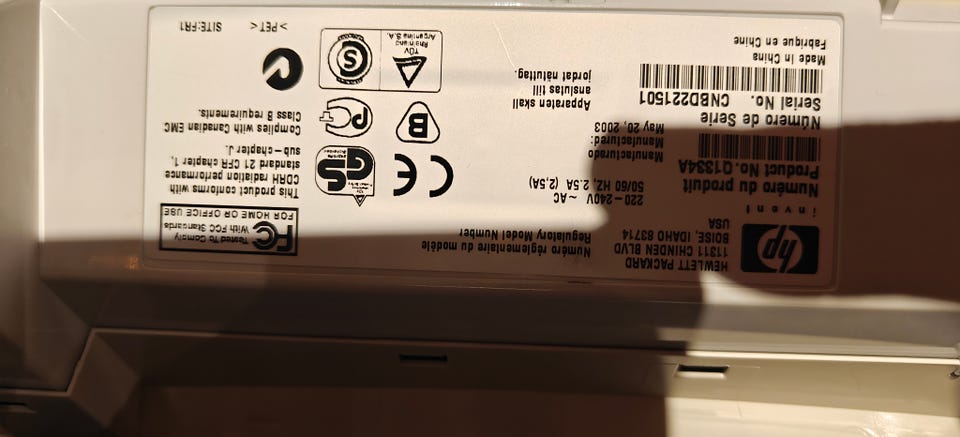 hp
invent
HEWLETT PACKARD
11311 CHINDEN BLVD
BOISE, IDAHO 83714
USA
Numéro du produit
Product No. Q1334A
Número de Serie
Serial No. CNBD221501
Made in China
Fabrique en Chine
Numéro réglementaire du modèle
Regulatory Model Number
220-240V ~ AC
50/60 HZ, 2.5A (2,5A)
Manufacturado
Manufactured:
May 20, 2003
Apparaten skall
anslutas till
jordat nätuttag.
CE
GS
B
PC
TÜV
Rheinland
Argentina S.A.
S
FC
Tested To Comply
With FCC Standards
FOR HOME OR OFFICE USE
This product conforms with
CDRH radiation performance
standard 21 CFR chapter 1,
sub-chapter J.
Complies with Canadian EMC
Class B requirements.
>PET<
SITE:FR1